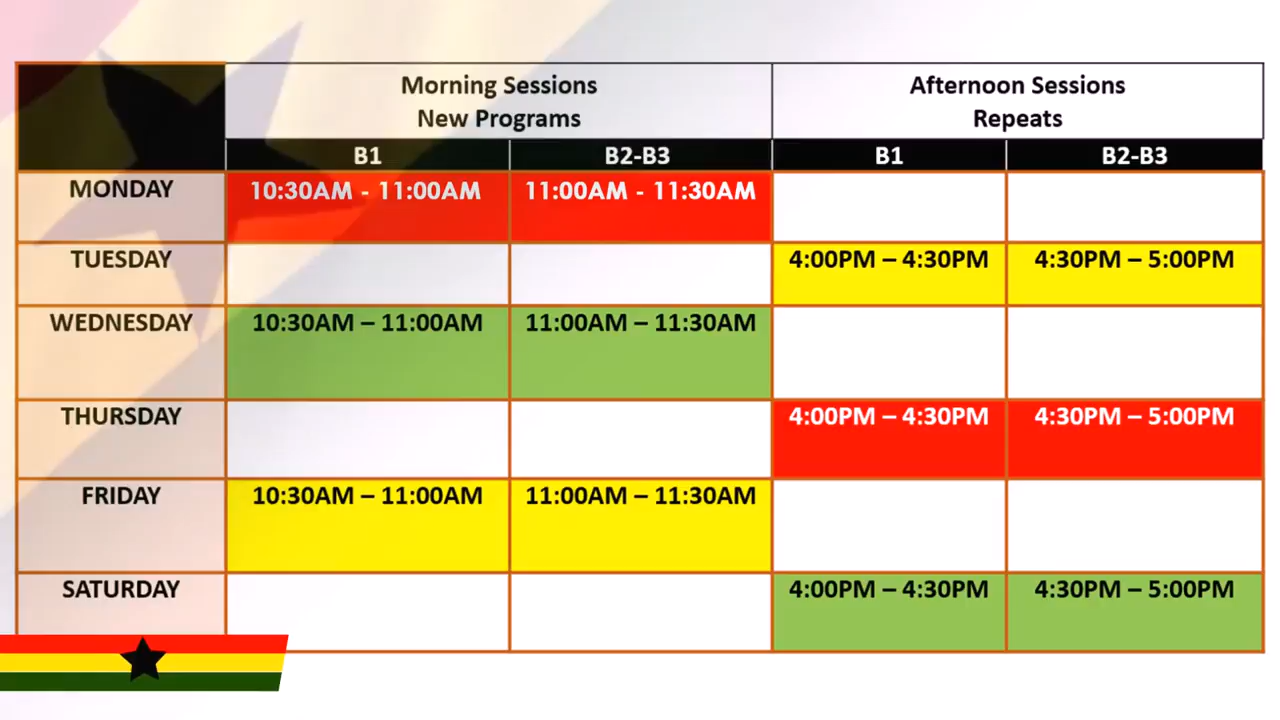 Morning Sessions
New Programs
Afternoon Sessions
Repeats
B1 B2-B3 B1 B2-B3
MONDAY 10:30AM - 11:00AM 11:00AM - 11:30AM
TUESDAY 4:00PM – 4:30PM 4:30PM – 5:00PM
WEDNESDAY 10:30AM – 11:00AM 11:00AM – 11:30AM
THURSDAY 4:00PM – 4:30PM 4:30PM – 5:00PM
FRIDAY 10:30AM – 11:00AM 11:00AM – 11:30AM
SATURDAY 4:00PM – 4:30PM 4:30PM – 5:00PM